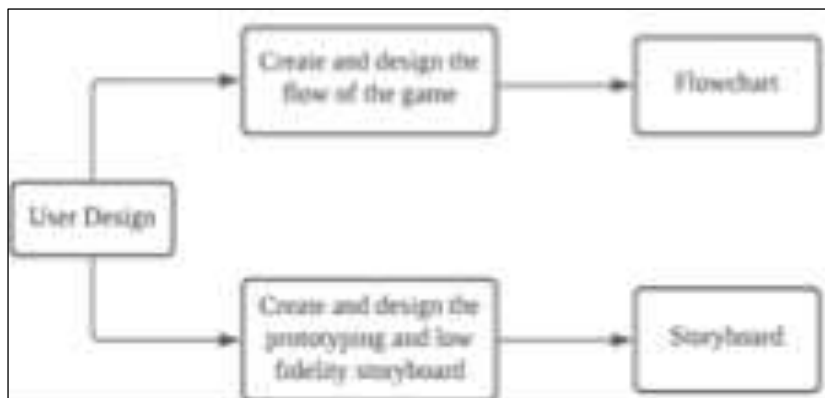 Create and design the
flow of the game
Flowchart
User Design
Create and design the
prototyping and low
fidelity storyboard
Storyboard